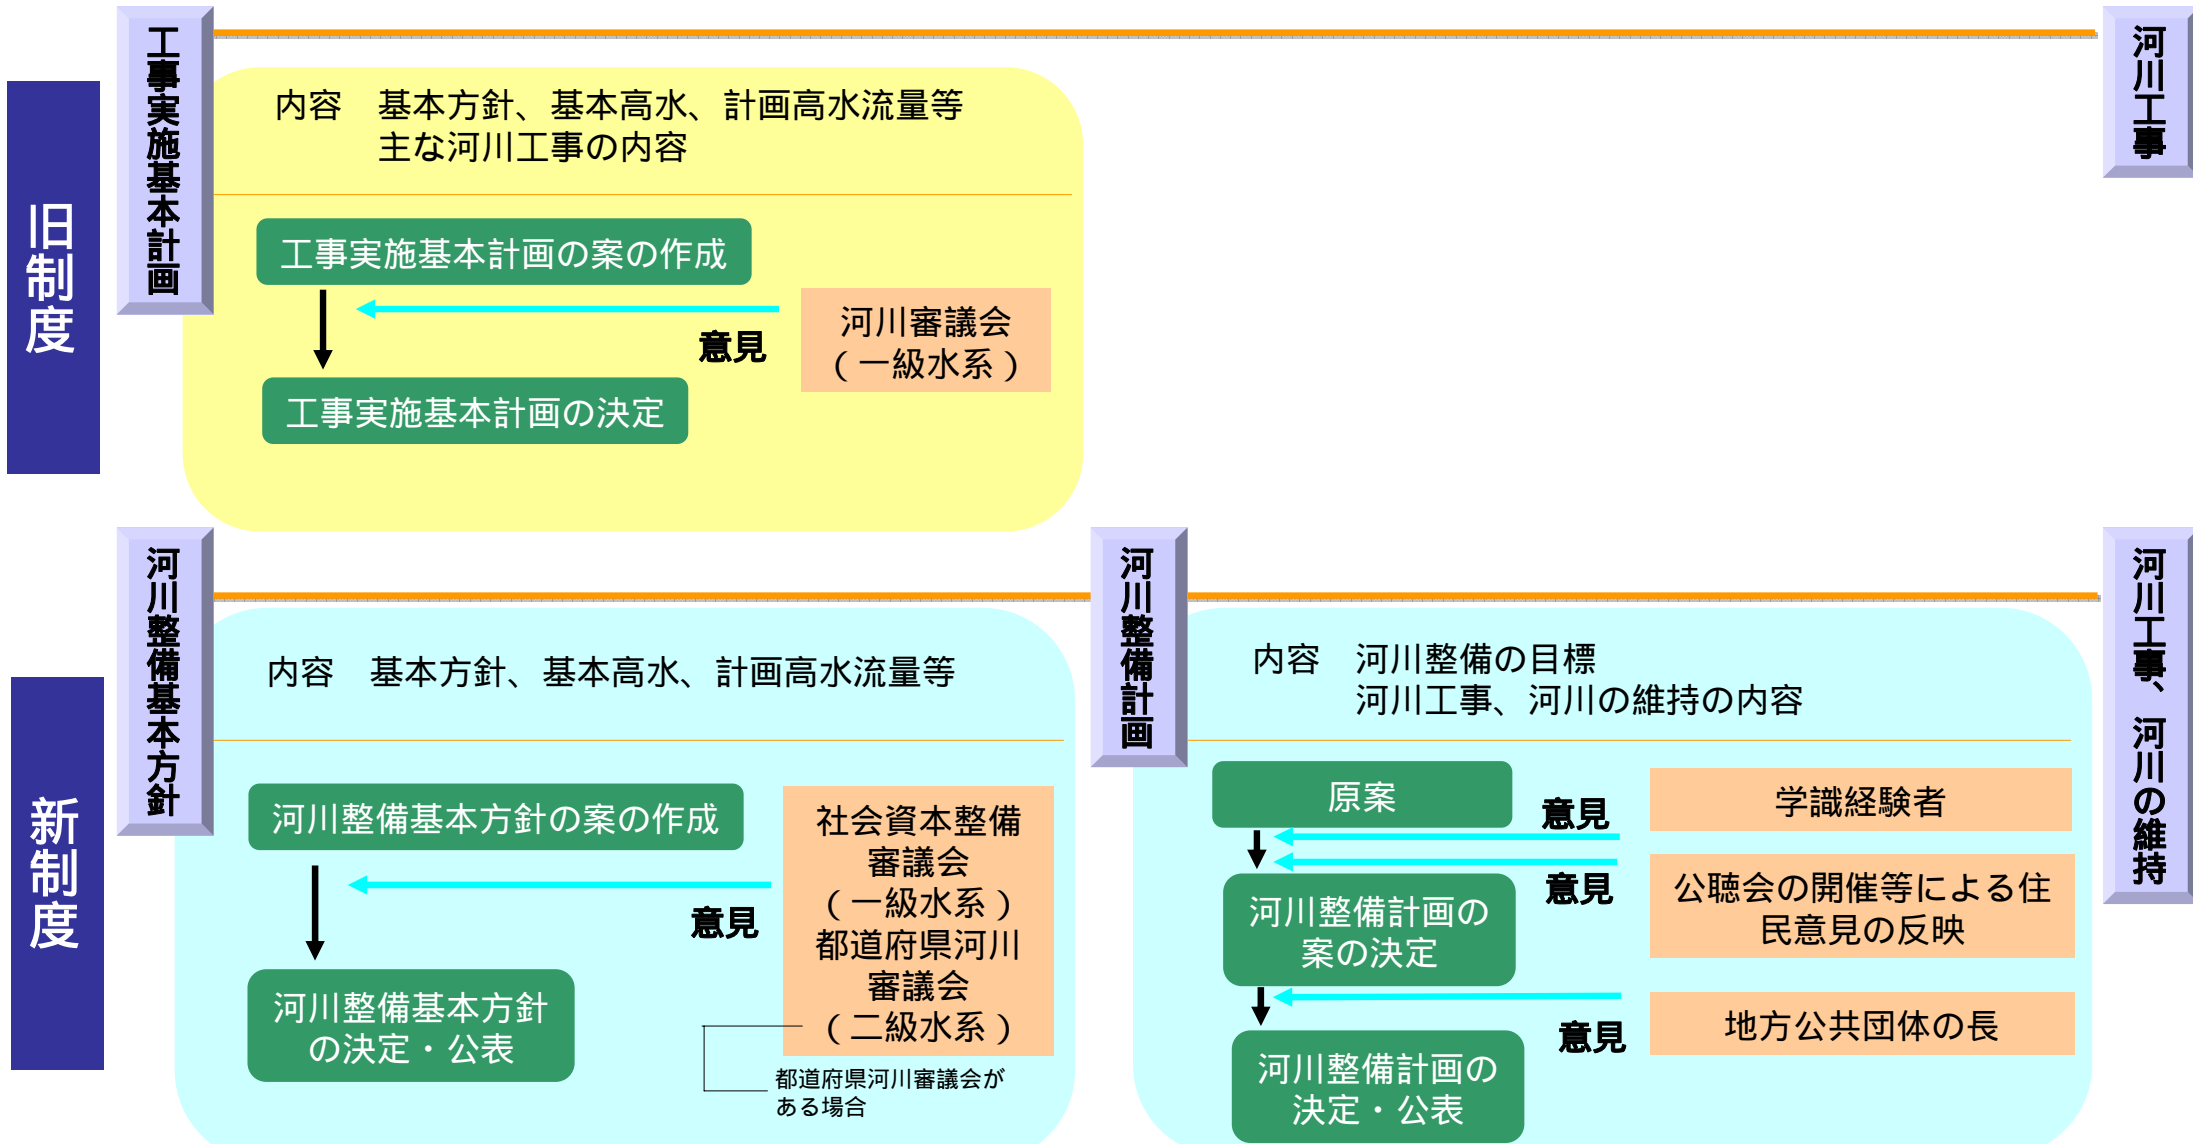 旧制度
工事実施基本計画
内容　基本方針、基本高水、計画高水流量等
主な河川工事の内容
工事実施基本計画の案の作成
意見
河川審議会
（一級水系）
工事実施基本計画の決定
河川工事
新制度
河川整備基本方針
内容　基本方針、基本高水、計画高水流量等
河川整備基本方針の案の作成
意見
社会資本整備
審議会
（一級水系）
都道府県河川
審議会
（二級水系）
都道府県河川審議会が
ある場合
河川整備基本方針
の決定・公表
河川整備計画
内容　河川整備の目標
河川工事、河川の維持の内容
原案
意見
学識経験者
意見
公聴会の開催等による住
民意見の反映
河川整備計画の
案の決定
意見
地方公共団体の長
河川整備計画の
決定・公表
河川工事、河川の維持